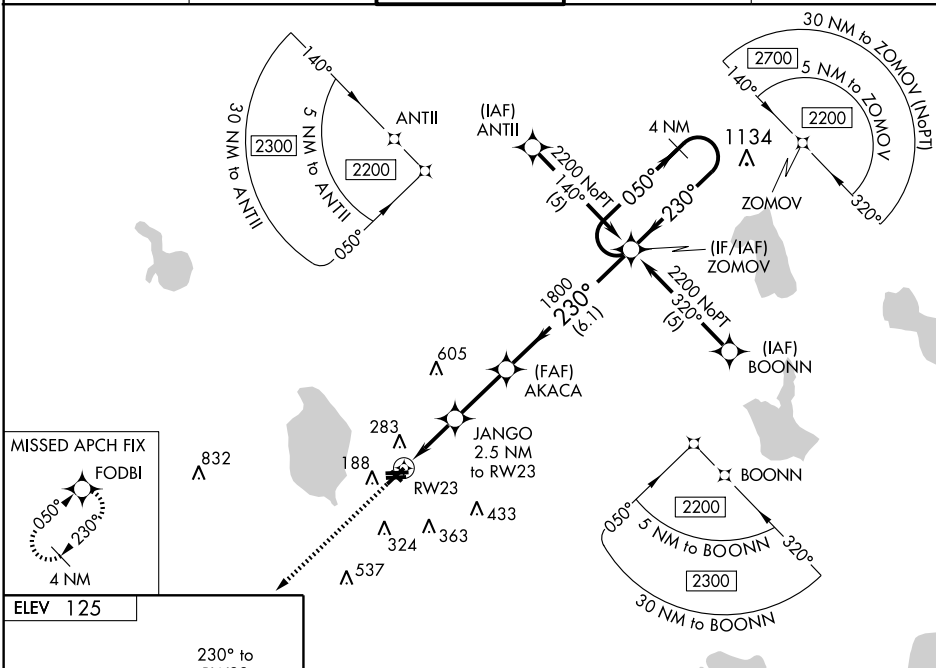 140°
30 NM to ANTII
2300
5 NM to ANTII
2200
050°
ANTII
(IAF)
ANTII
2200 NoPT
140°
(5)
4 NM
050°
230°
1134
30 NM to ZOMOV (NoPT)
2700
5 NM to ZOMOV
2200
140°
320°
ZOMOV
(IF/IAF)
ZOMOV
2200 NoPT
320°
(5)
(IAF)
BOONN
1800
230°
(6.1)
605
(FAF)
AKACA
JANGO
2.5 NM
to RW23
283
188
RW23
832
433
363
324
537
MISSED APCH FIX
FODBI
050°
230°
4 NM
BOONN
2200
050°
5 NM to BOONN
320°
2300
30 NM to BOONN
ELEV 125
230° to